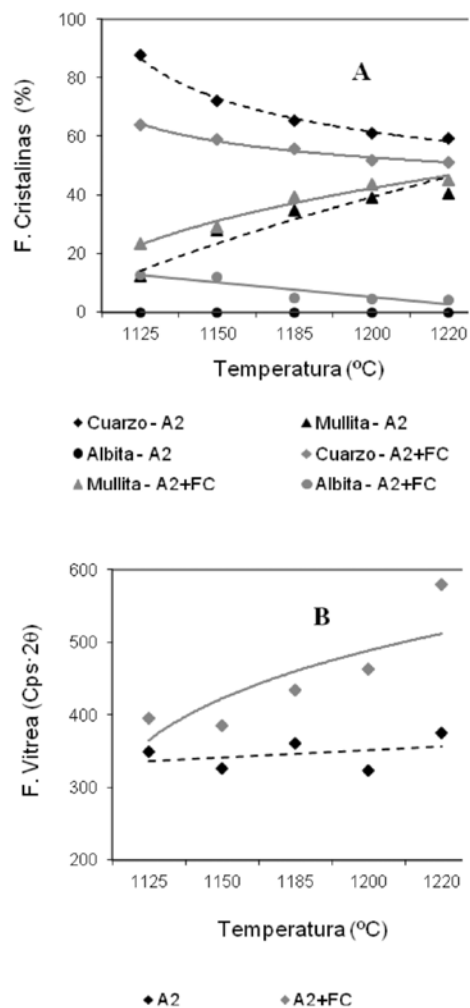 A
F. Cristalinas (%)
100
80
60
40
20
0
1125 1150 1185 1200 1220
Temperatura (ºC)
Cuarzo - A2 Mullita - A2
Albita - A2 Cuarzo - A2+FC
Mullita - A2+FC Albita - A2+FC
B
F. Vitrea (Cps·2θ)
600
500
400
300
200
1125 1150 1185 1200 1220
Temperatura (ºC)
A2 A2+FC